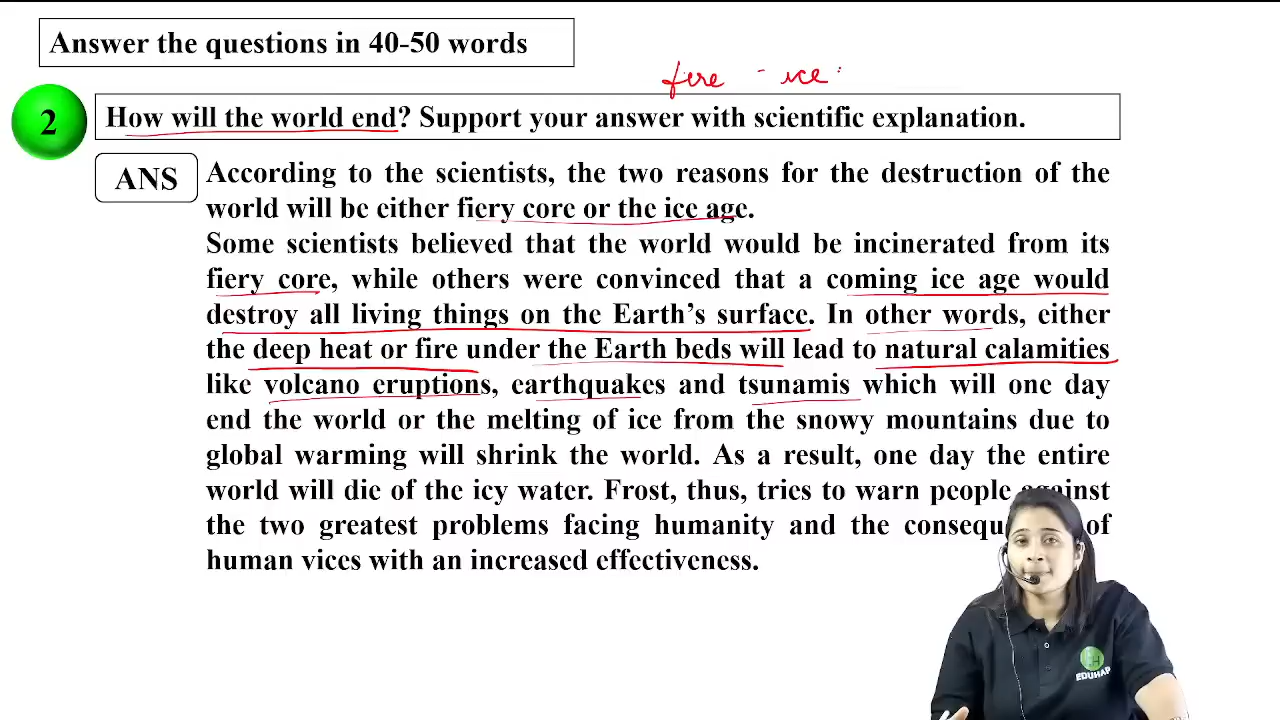 Answer the questions in 40-50 words
fire - ice
2
How will the world end? Support your answer with scientific explanation.
ANS
According to the scientists, the two reasons for the destruction of the
world will be either fiery core or the ice age.
Some scientists believed that the world would be incinerated from its
fiery core, while others were convinced that a coming ice age would
destroy all living things on the Earth's surface. In other words, either
the deep heat or fire under the Earth beds will lead to natural calamities
like volcano eruptions, earthquakes and tsunamis which will one day
end the world or the melting of ice from the snowy mountains due to
global warming will shrink the world. As a result, one day the entire
world will die of the icy water. Frost, thus, tries to warn people against
the two greatest problems facing humanity and the of
human vices with an increased effectiveness.